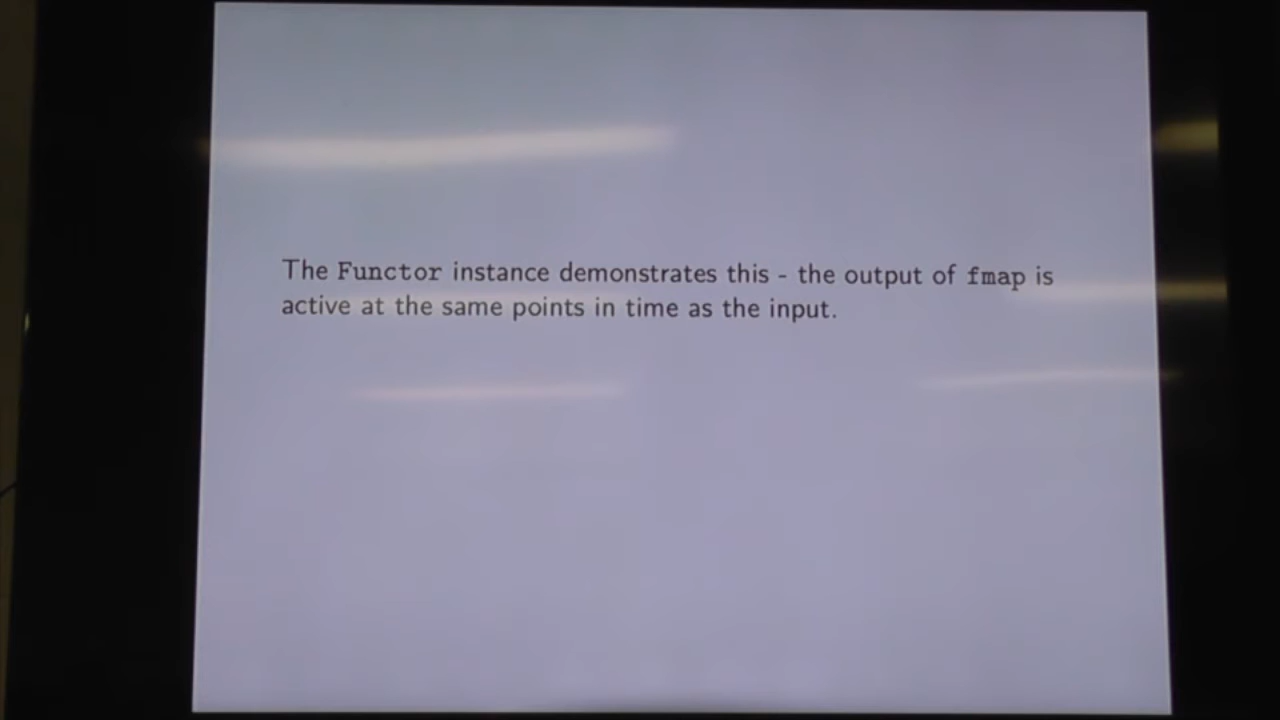 The Functor instance demonstrates this - the output of fmap is
active at the same points in time as the input.